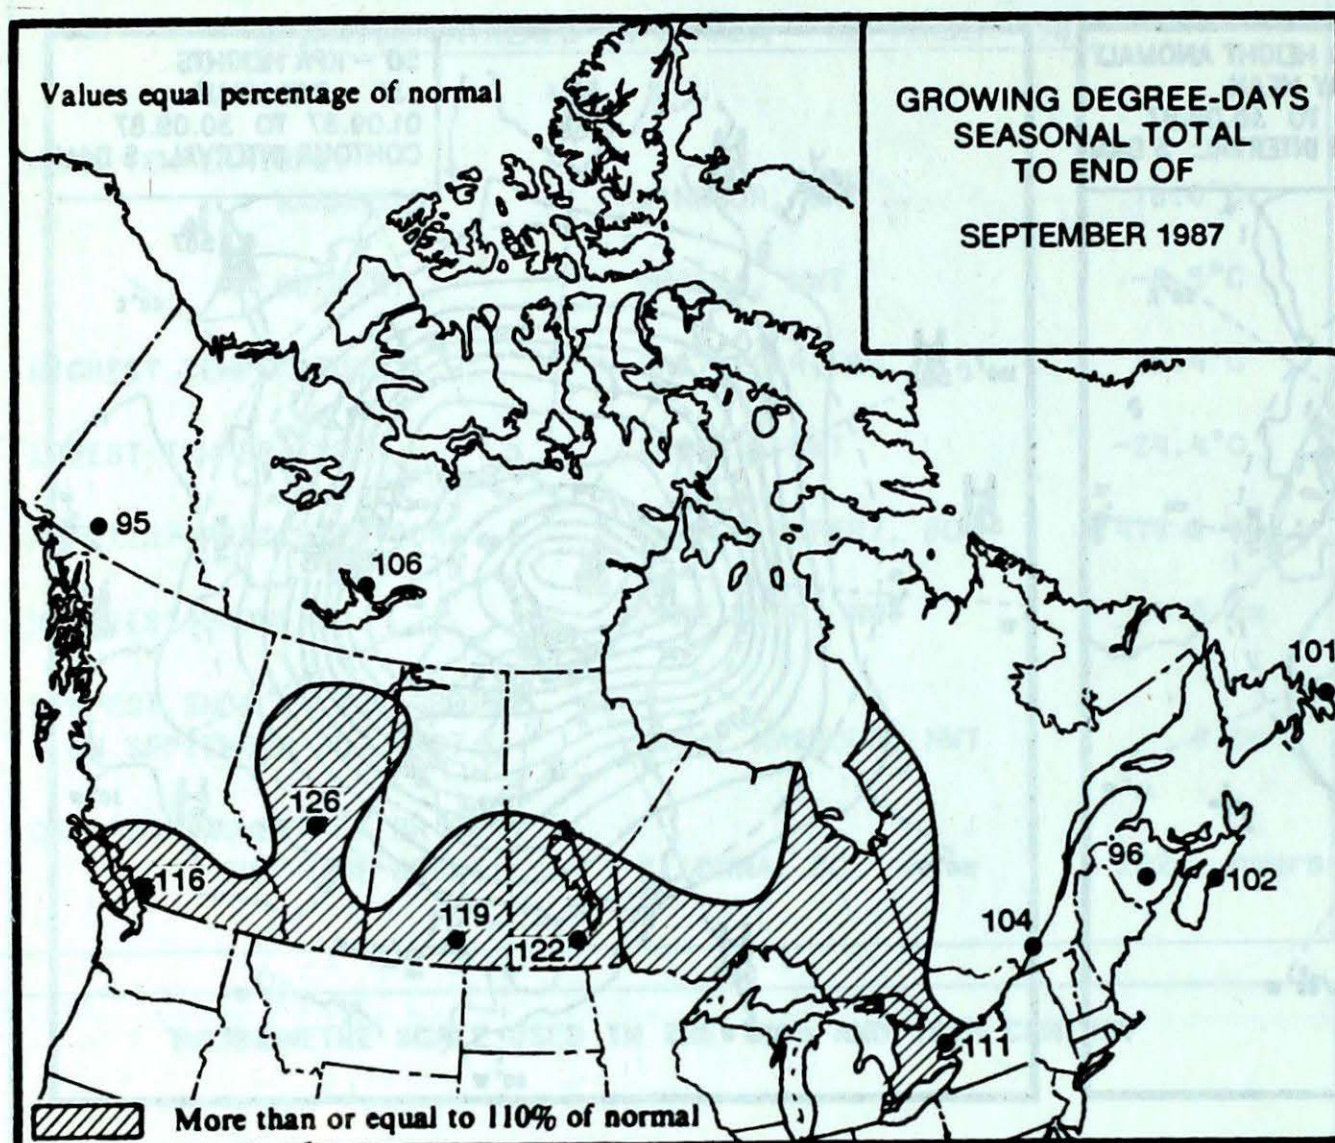 Values equal percentage of normal
GROWING DEGREE-DAYS
SEASONAL TOTAL
TO END OF
SEPTEMBER 1987
95
106
101
126
116
119
122
96
102
104
111
More than or equal to 110% of normal